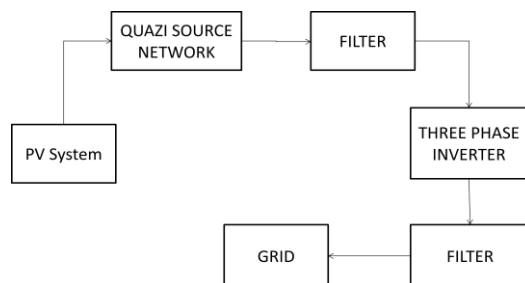 QUAZI SOURCE
NETWORK
FILTER
PV System
THREE PHASE
INVERTER
GRID
FILTER